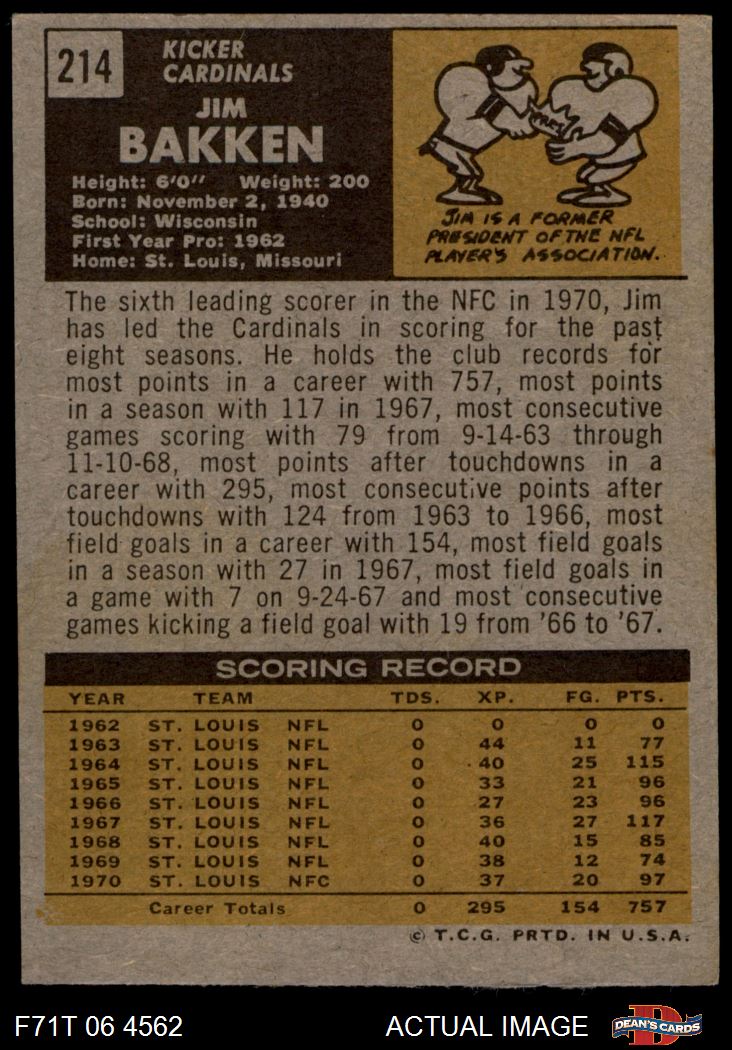 214
KICKER
CARDINALS
JIM
BAKKEN
Height: 6'0" Weight: 200
Born: November 2, 1940
School: Wisconsin
First Year Pro: 1962
Home: St. Louis, Missouri
JIM IS A FORMER
PRESIDENT OF THE NFL
PLAYER'S ASSOCIATION.
The sixth leading scorer in the NFC in 1970, Jim
has led the Cardinals in scoring for the past
eight seasons. He holds the club records for
most points in a career with 757, most points
in a season with 117 in 1967, most consecutive
games scoring with 79 from 9-14-63 through
11-10-68, most points after touchdowns in a
career with 295, most consecutive points after
touchdowns with 124 from 1963 to 1966, most
field goals in a career with 154, most field goals
in a season with 27 in 1967, most field goals in
a game with 7 on 9-24-67 and most consecutive
games kicking a field goal with 19 from '66 to '67.
SCORING RECORD
YEAR TEAM TDS. XP. FG. PTS.
1962 ST. LOUIS NFL 0 0 0 0
1963 ST. LOUIS NFL 0 44 11 77
1964 ST. LOUIS NFL 0 40 25 115
1965 ST. LOUIS NFL 0 33 21 96
1966 ST. LOUIS NFL 0 27 23 96
1967 ST. LOUIS NFL 0 36 27 117
1968 ST. LOUIS NFL 0 40 15 85
1969 ST. LOUIS NFL 0 38 12 74
1970 ST. LOUIS NFC 0 37 20 97
Career Totals 0 295 154 757
© T.C.G. PRTD. IN U.S.A.
F71T 06 4562 ACTUAL IMAGE
D
DEAN'S CARDS